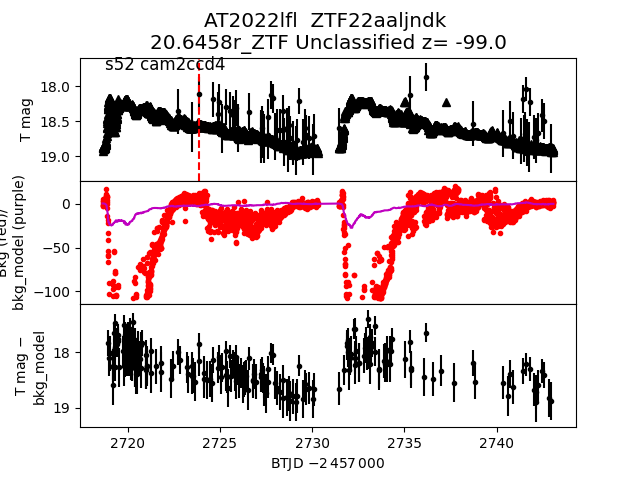 AT2022lfl  ZTF22aaljndk
20.6458r_ZTF Unclassified z= -99.0
s52 cam2ccd4
18.0
18.5
19.0
T mag
0
−50
−100
Bkg (red)/
bkg_model (purple)
18
19
T mag −
bkg_model
2720
2725
2730
2735
2740
BTJD −2 457 000